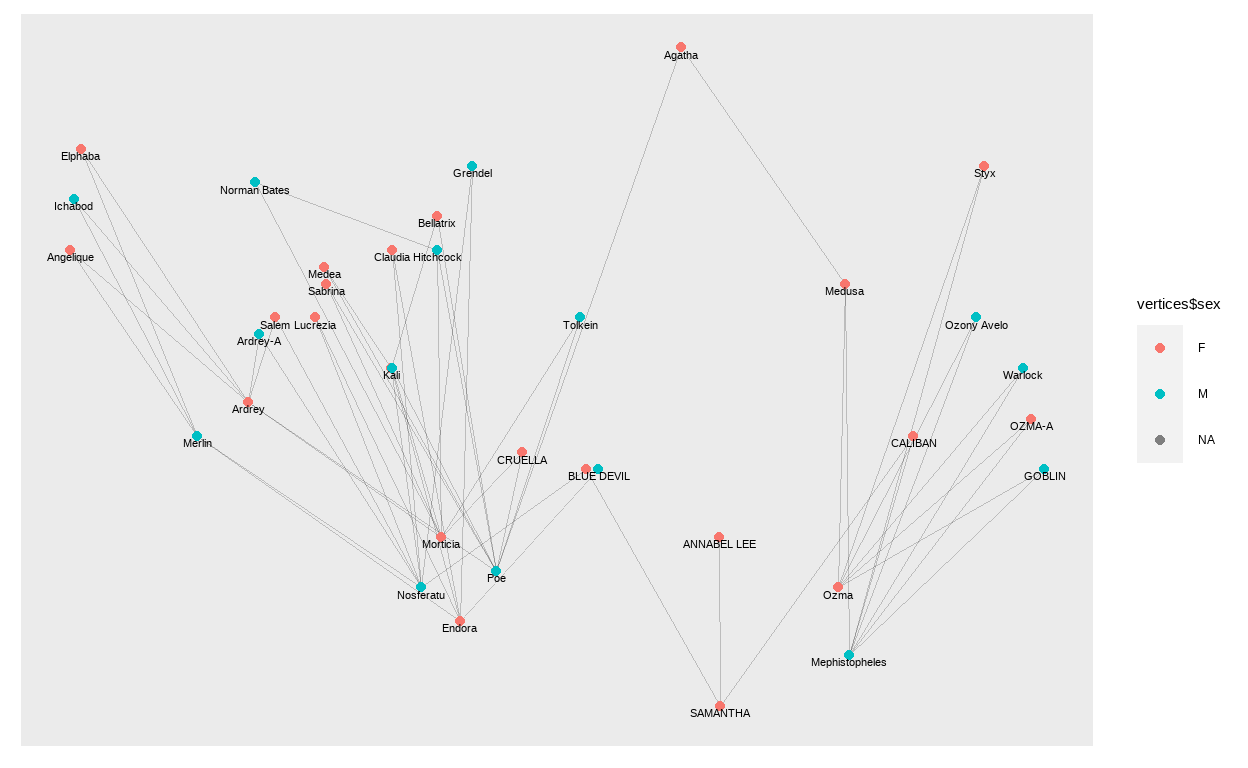 Agatha
Elphaba
Grendel
Styx
Norman Bates
Ichabod
Bellatrix
Angelique
Claudia Hitchcock
Medea
Sabrina
Medusa
Salem Lucrezia
Tolkein
Ozony Avelo
Ardrey-A
Kali
Warlock
Ardrey
OZMA-A
Merlin
CALIBAN
CRUELLA
BLUE DEVIL
GOBLIN
Morticia
ANNABEL LEE
Poe
Nosferatu
Ozma
Endora
Mephistopheles
SAMANTHA
vertices$sex
F
M
NA